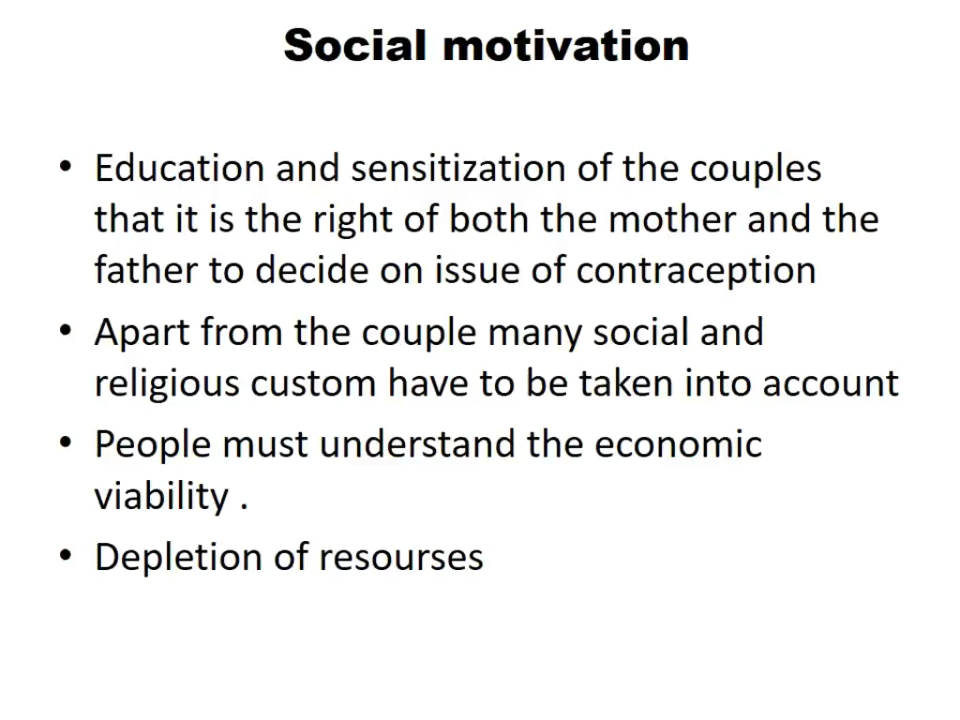 Social motivation
• Education and sensitization of the couples
that it is the right of both the mother and the
father to decide on issue of contraception
• Apart from the couple many social and
religious custom have to be taken into account
• People must understand the economic
viability .
• Depletion of resourses